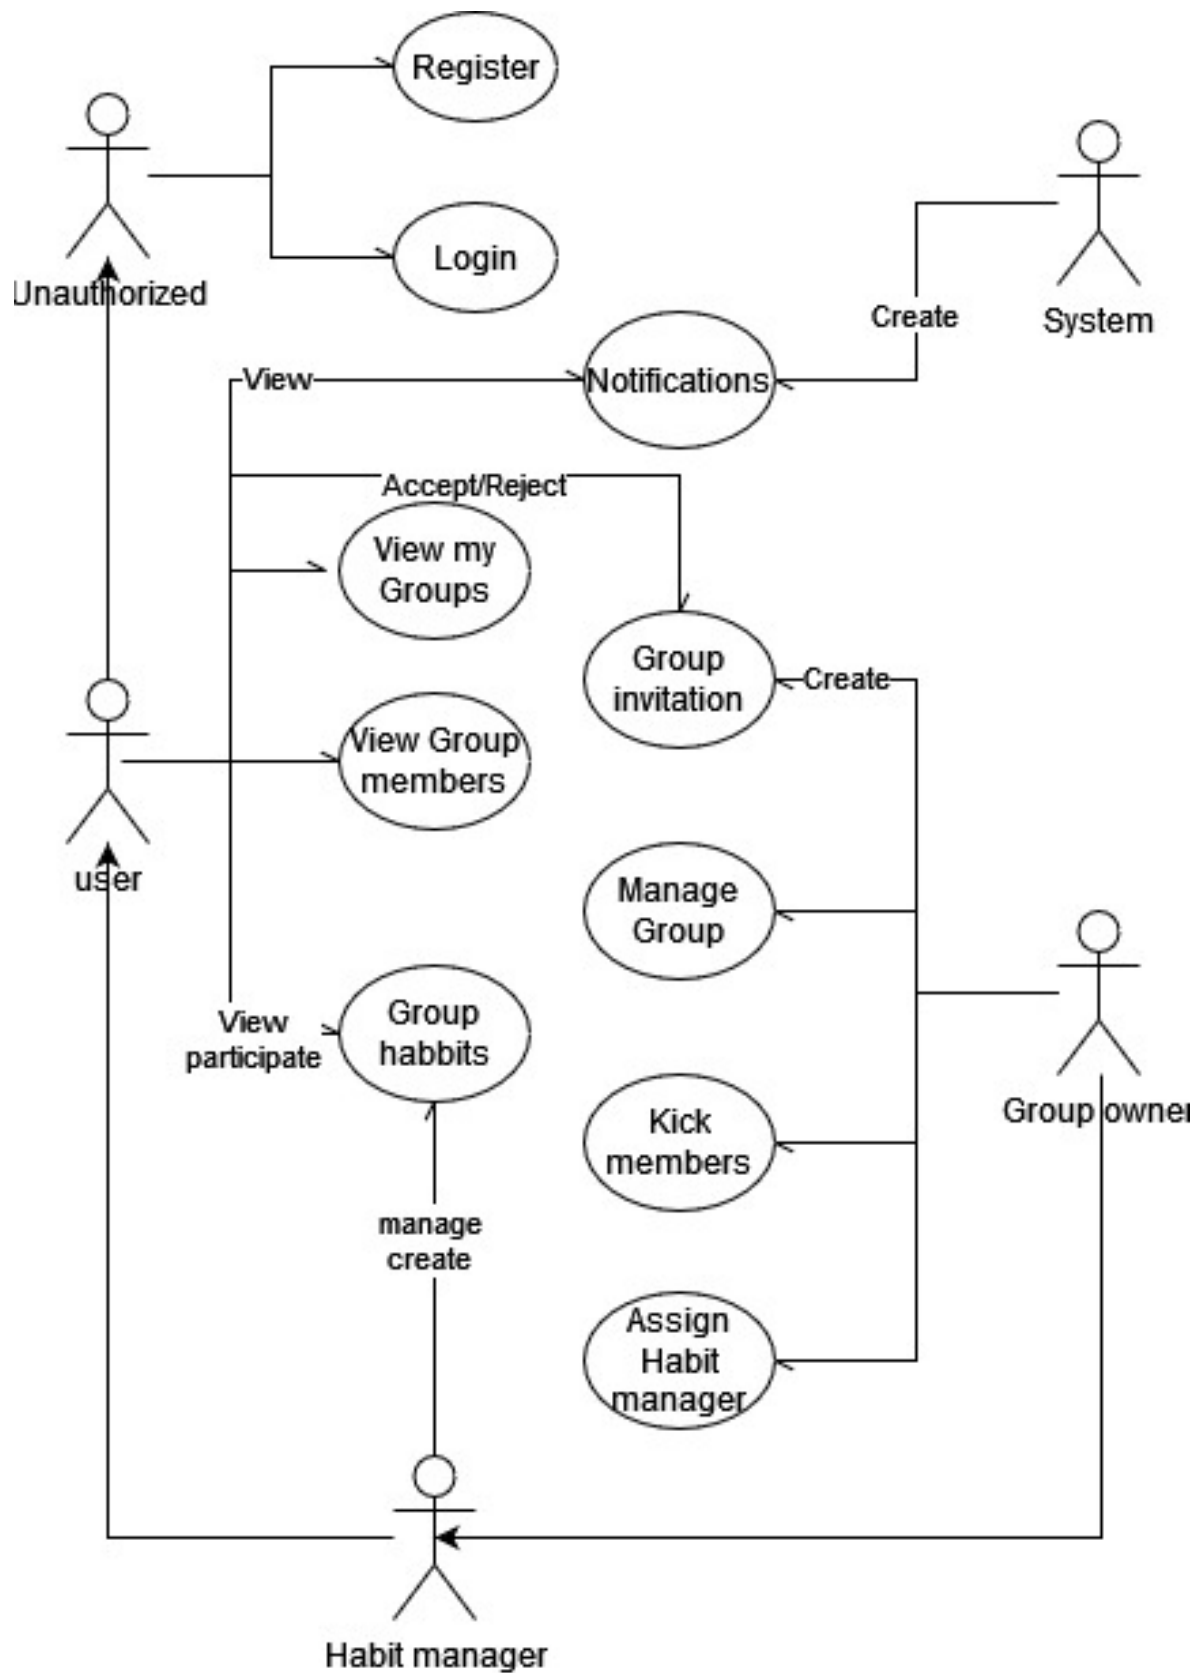 Register
Login
Unauthorized
System
Create
View
Notifications
Accept/Reject
View my
Groups
Group
invitation
Create
View Group
members
user
Manage
Group
Group
habbits
View
participate
Group owner
Kick
members
manage
create
Assign
Habit
manager
Habit manager